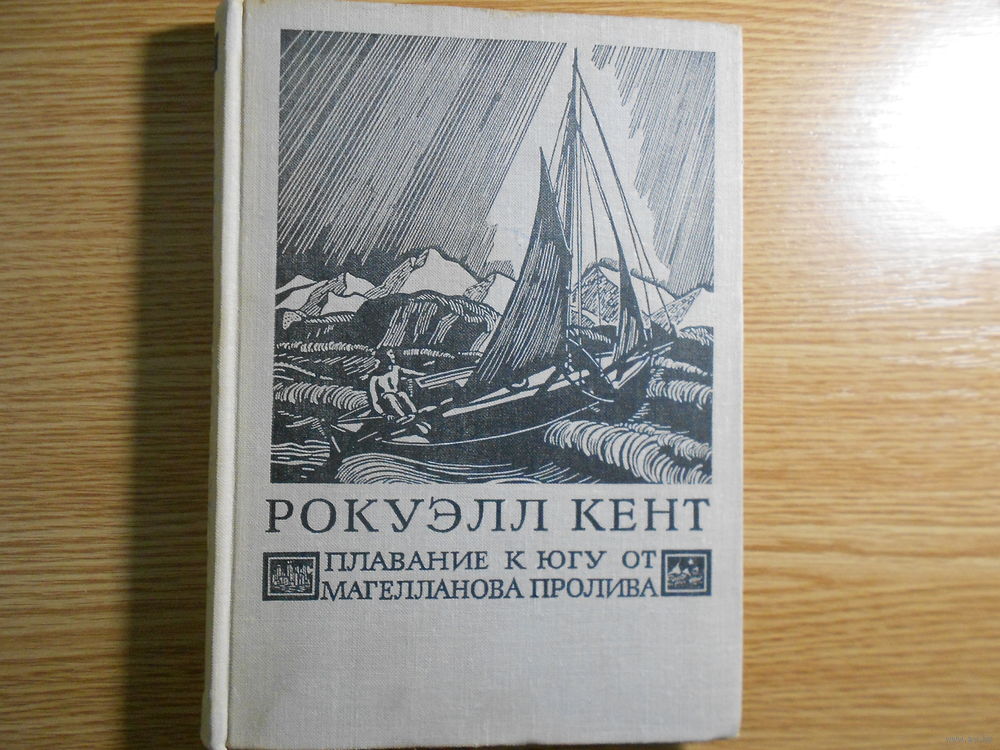 РОКУЭЛЛ КЕНТ
ПЛАВАНИЕ К ЮГУ ОТ
МАГЕЛЛАНОВА ПРОЛИВА